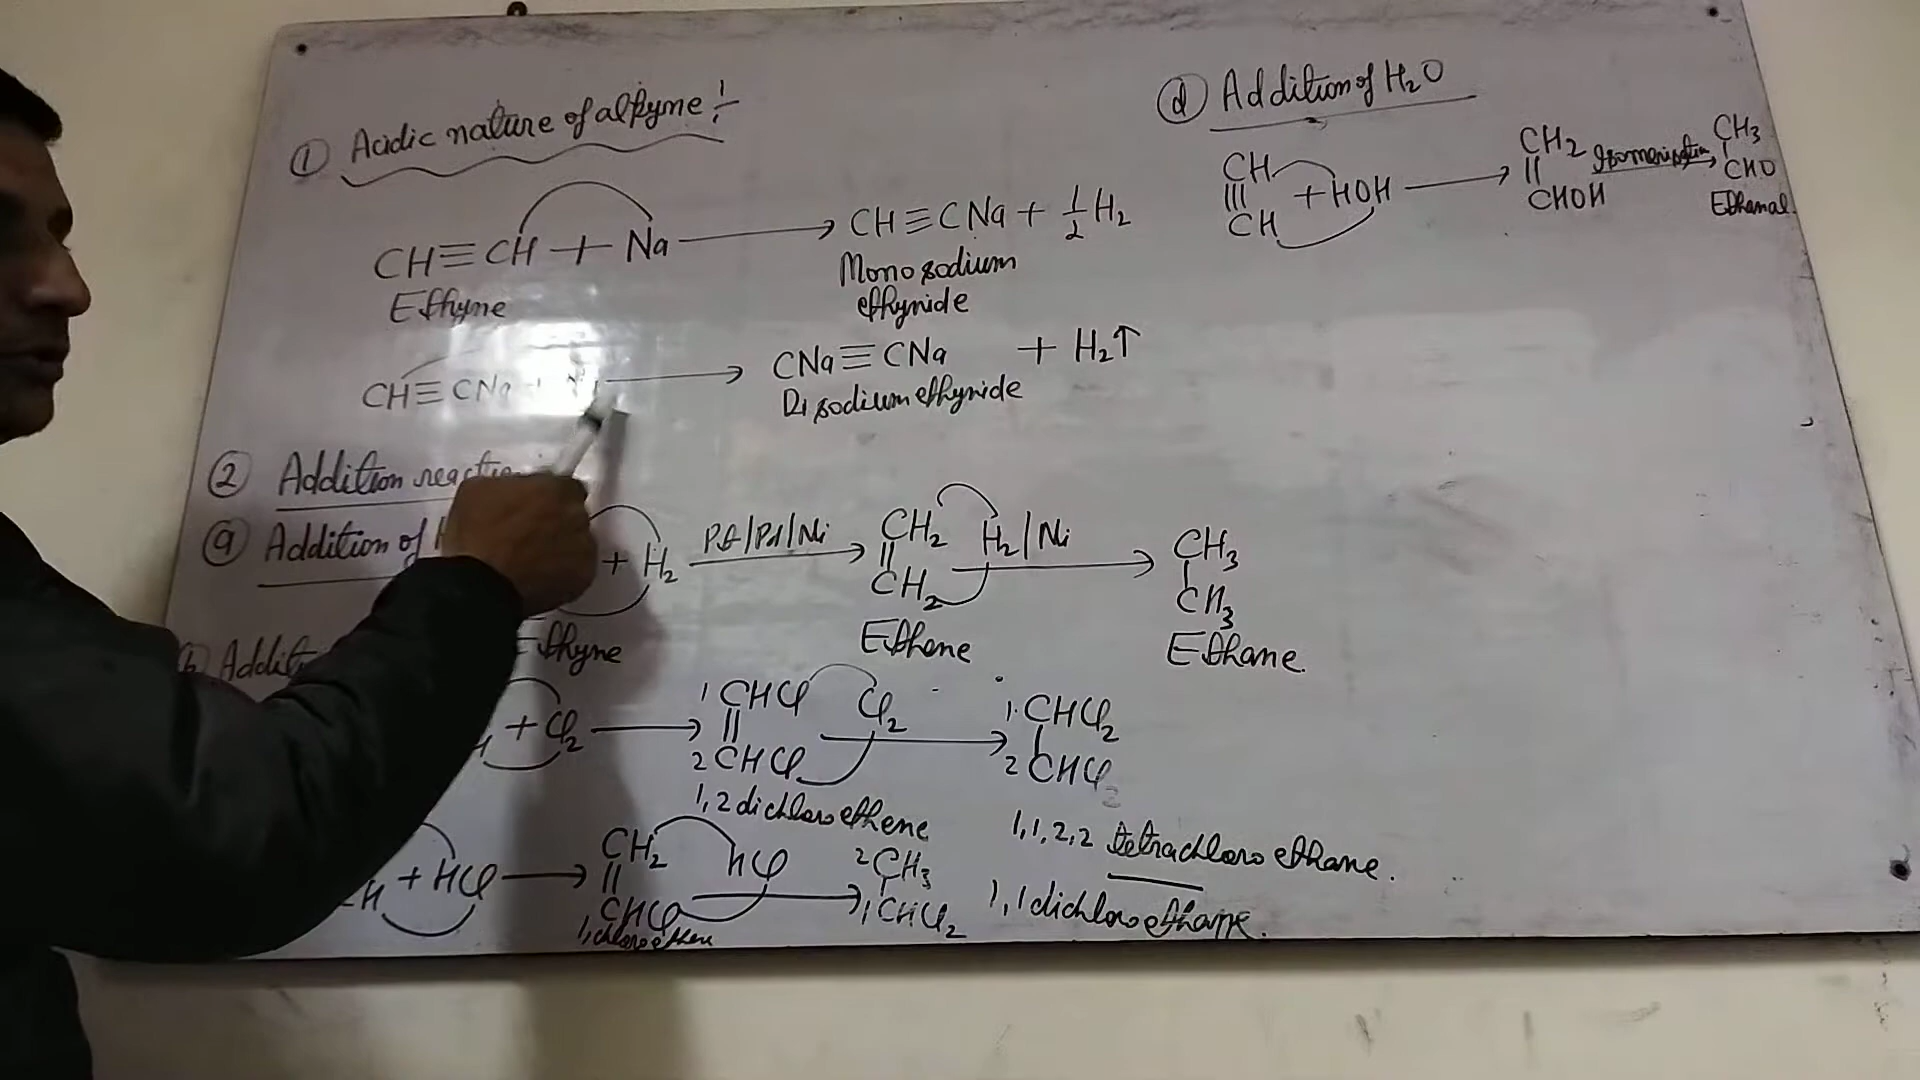 ① Acidic nature of alkyne :-
CH≡CH + Na → CH≡CNa + 1/2 H₂
Ethyne
Mono sodium
ethynide
CH≡CNa + → CNa≡CNa + H₂↑
Di sodium ethynide
② Addition
ⓐ Addition of
+ H₂ Pt/Pd/Ni → CH₂=CH₂ H₂/Ni → CH₃-CH₃
Ethyne Ethene Ethane.
+ Cl₂ → 1 CHCl=2 CHCl Cl₂ → 1. CHCl₂-2 CHCl₂
1,2 dichloro ethene
1,1,2,2 tetrachloro ethane.
+ HCl → CH₂=CHCl HCl → 2 CH₃-1 CHCl₂
1,1 dichloro ethane.
ⓓ Addition of H₂O
CH≡CH + HOH → CH₂=CHOH Isomerisation → CH₃-CHO
Ethanal.